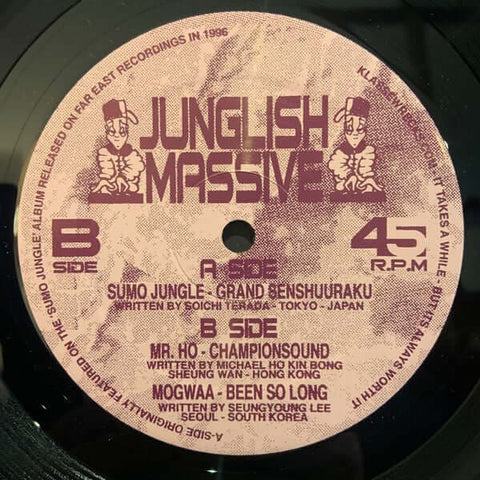 JUNGLISH
MASSIVE
B
SIDE
45
R.P.M
A SIDE
SUMO JUNGLE - GRAND SENSHUURAKU
WRITTEN BY SOICHI TERADA - TOKYO - JAPAN
B SIDE
MR. HO - CHAMPIONSOUND
WRITTEN BY MICHAEL HO KIN BONG
SHEUNG WAN - HONG KONG
MOGWAA - BEEN SO LONG
WRITTEN BY SEUNGYOUNG LEE
SEOUL - SOUTH KOREA
A-SIDE ORIGINALLY FEATURED ON THE 'SUMO JUNGLE' ALBUM RELEASED ON FAR EAST RECORDINGS IN 1996
IT TAKES A WHILE - BUT ITS ALWAYS WORTH IT